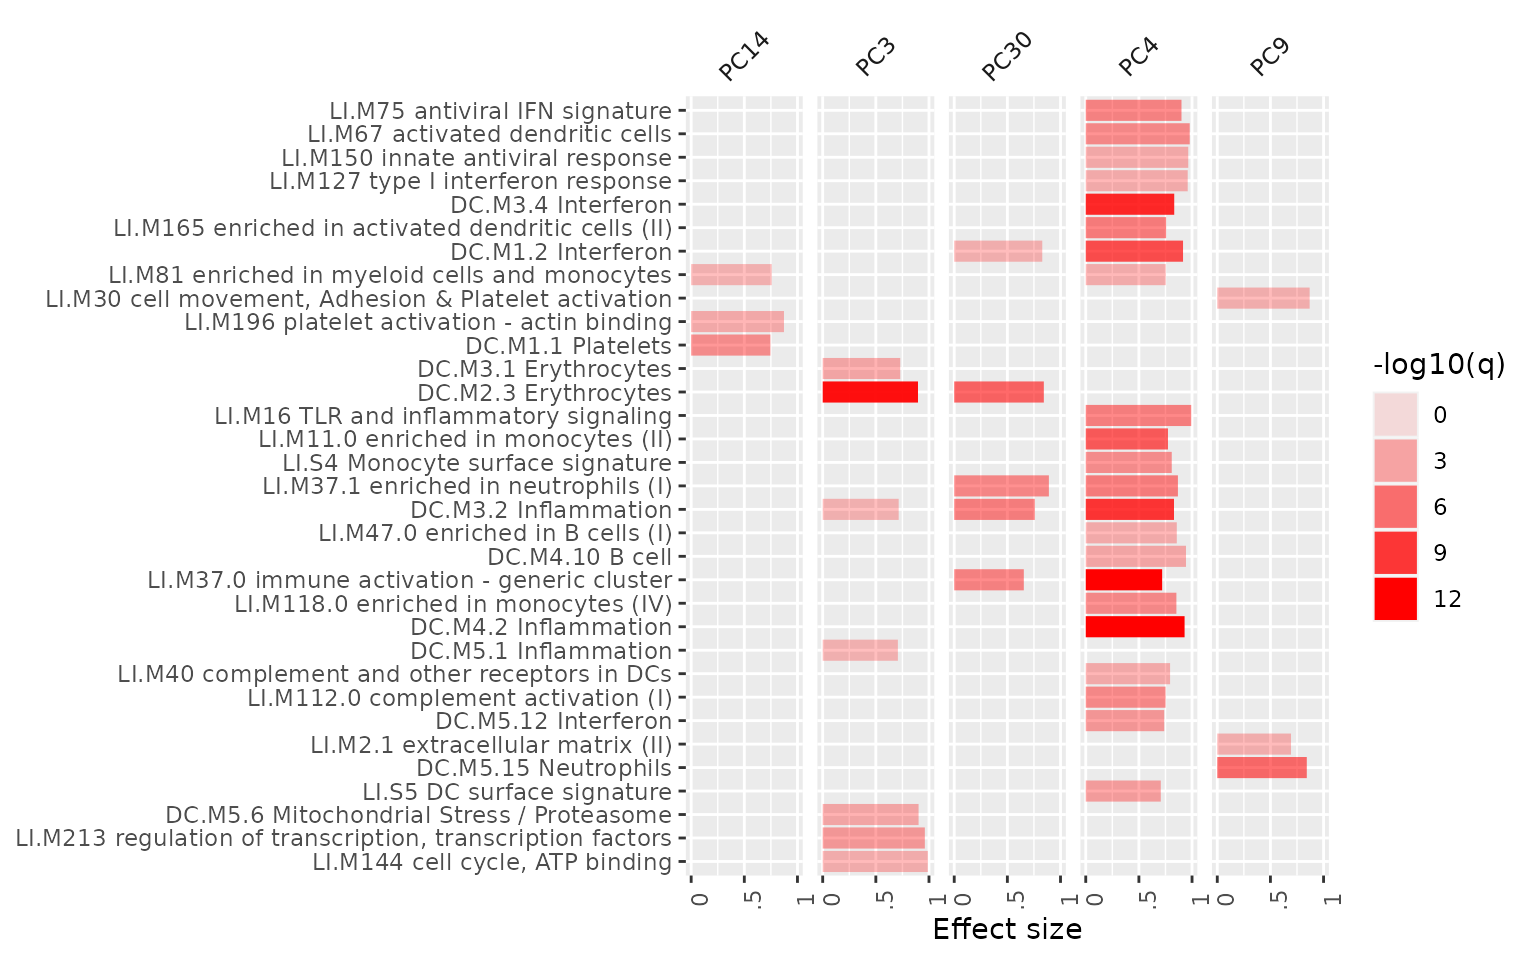 PC14 PC3 PC30 PC4 PC9
LI.M75 antiviral IFN signature
LI.M67 activated dendritic cells
LI.M150 innate antiviral response
LI.M127 type I interferon response
DC.M3.4 Interferon
LI.M165 enriched in activated dendritic cells (II)
DC.M1.2 Interferon
LI.M81 enriched in myeloid cells and monocytes
LI.M30 cell movement, Adhesion & Platelet activation
LI.M196 platelet activation - actin binding
DC.M1.1 Platelets
DC.M3.1 Erythrocytes
DC.M2.3 Erythrocytes
LI.M16 TLR and inflammatory signaling
LI.M11.0 enriched in monocytes (II)
LI.S4 Monocyte surface signature
LI.M37.1 enriched in neutrophils (I)
DC.M3.2 Inflammation
LI.M47.0 enriched in B cells (I)
DC.M4.10 B cell
LI.M37.0 immune activation - generic cluster
LI.M118.0 enriched in monocytes (IV)
DC.M4.2 Inflammation
DC.M5.1 Inflammation
LI.M40 complement and other receptors in DCs
LI.M112.0 complement activation (I)
DC.M5.12 Interferon
LI.M2.1 extracellular matrix (II)
DC.M5.15 Neutrophils
LI.S5 DC surface signature
DC.M5.6 Mitochondrial Stress / Proteasome
LI.M213 regulation of transcription, transcription factors
LI.M144 cell cycle, ATP binding
0 .5 1 0 .5 1 0 .5 1 0 .5 1 0 .5 1
Effect size
-log10(q)
0
3
6
9
12